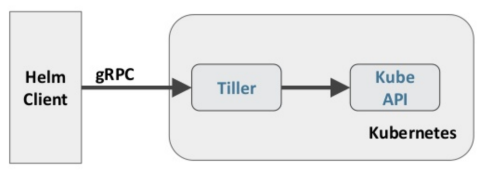 Helm
Client
gRPC
Tiller
Kube
API
Kubernetes